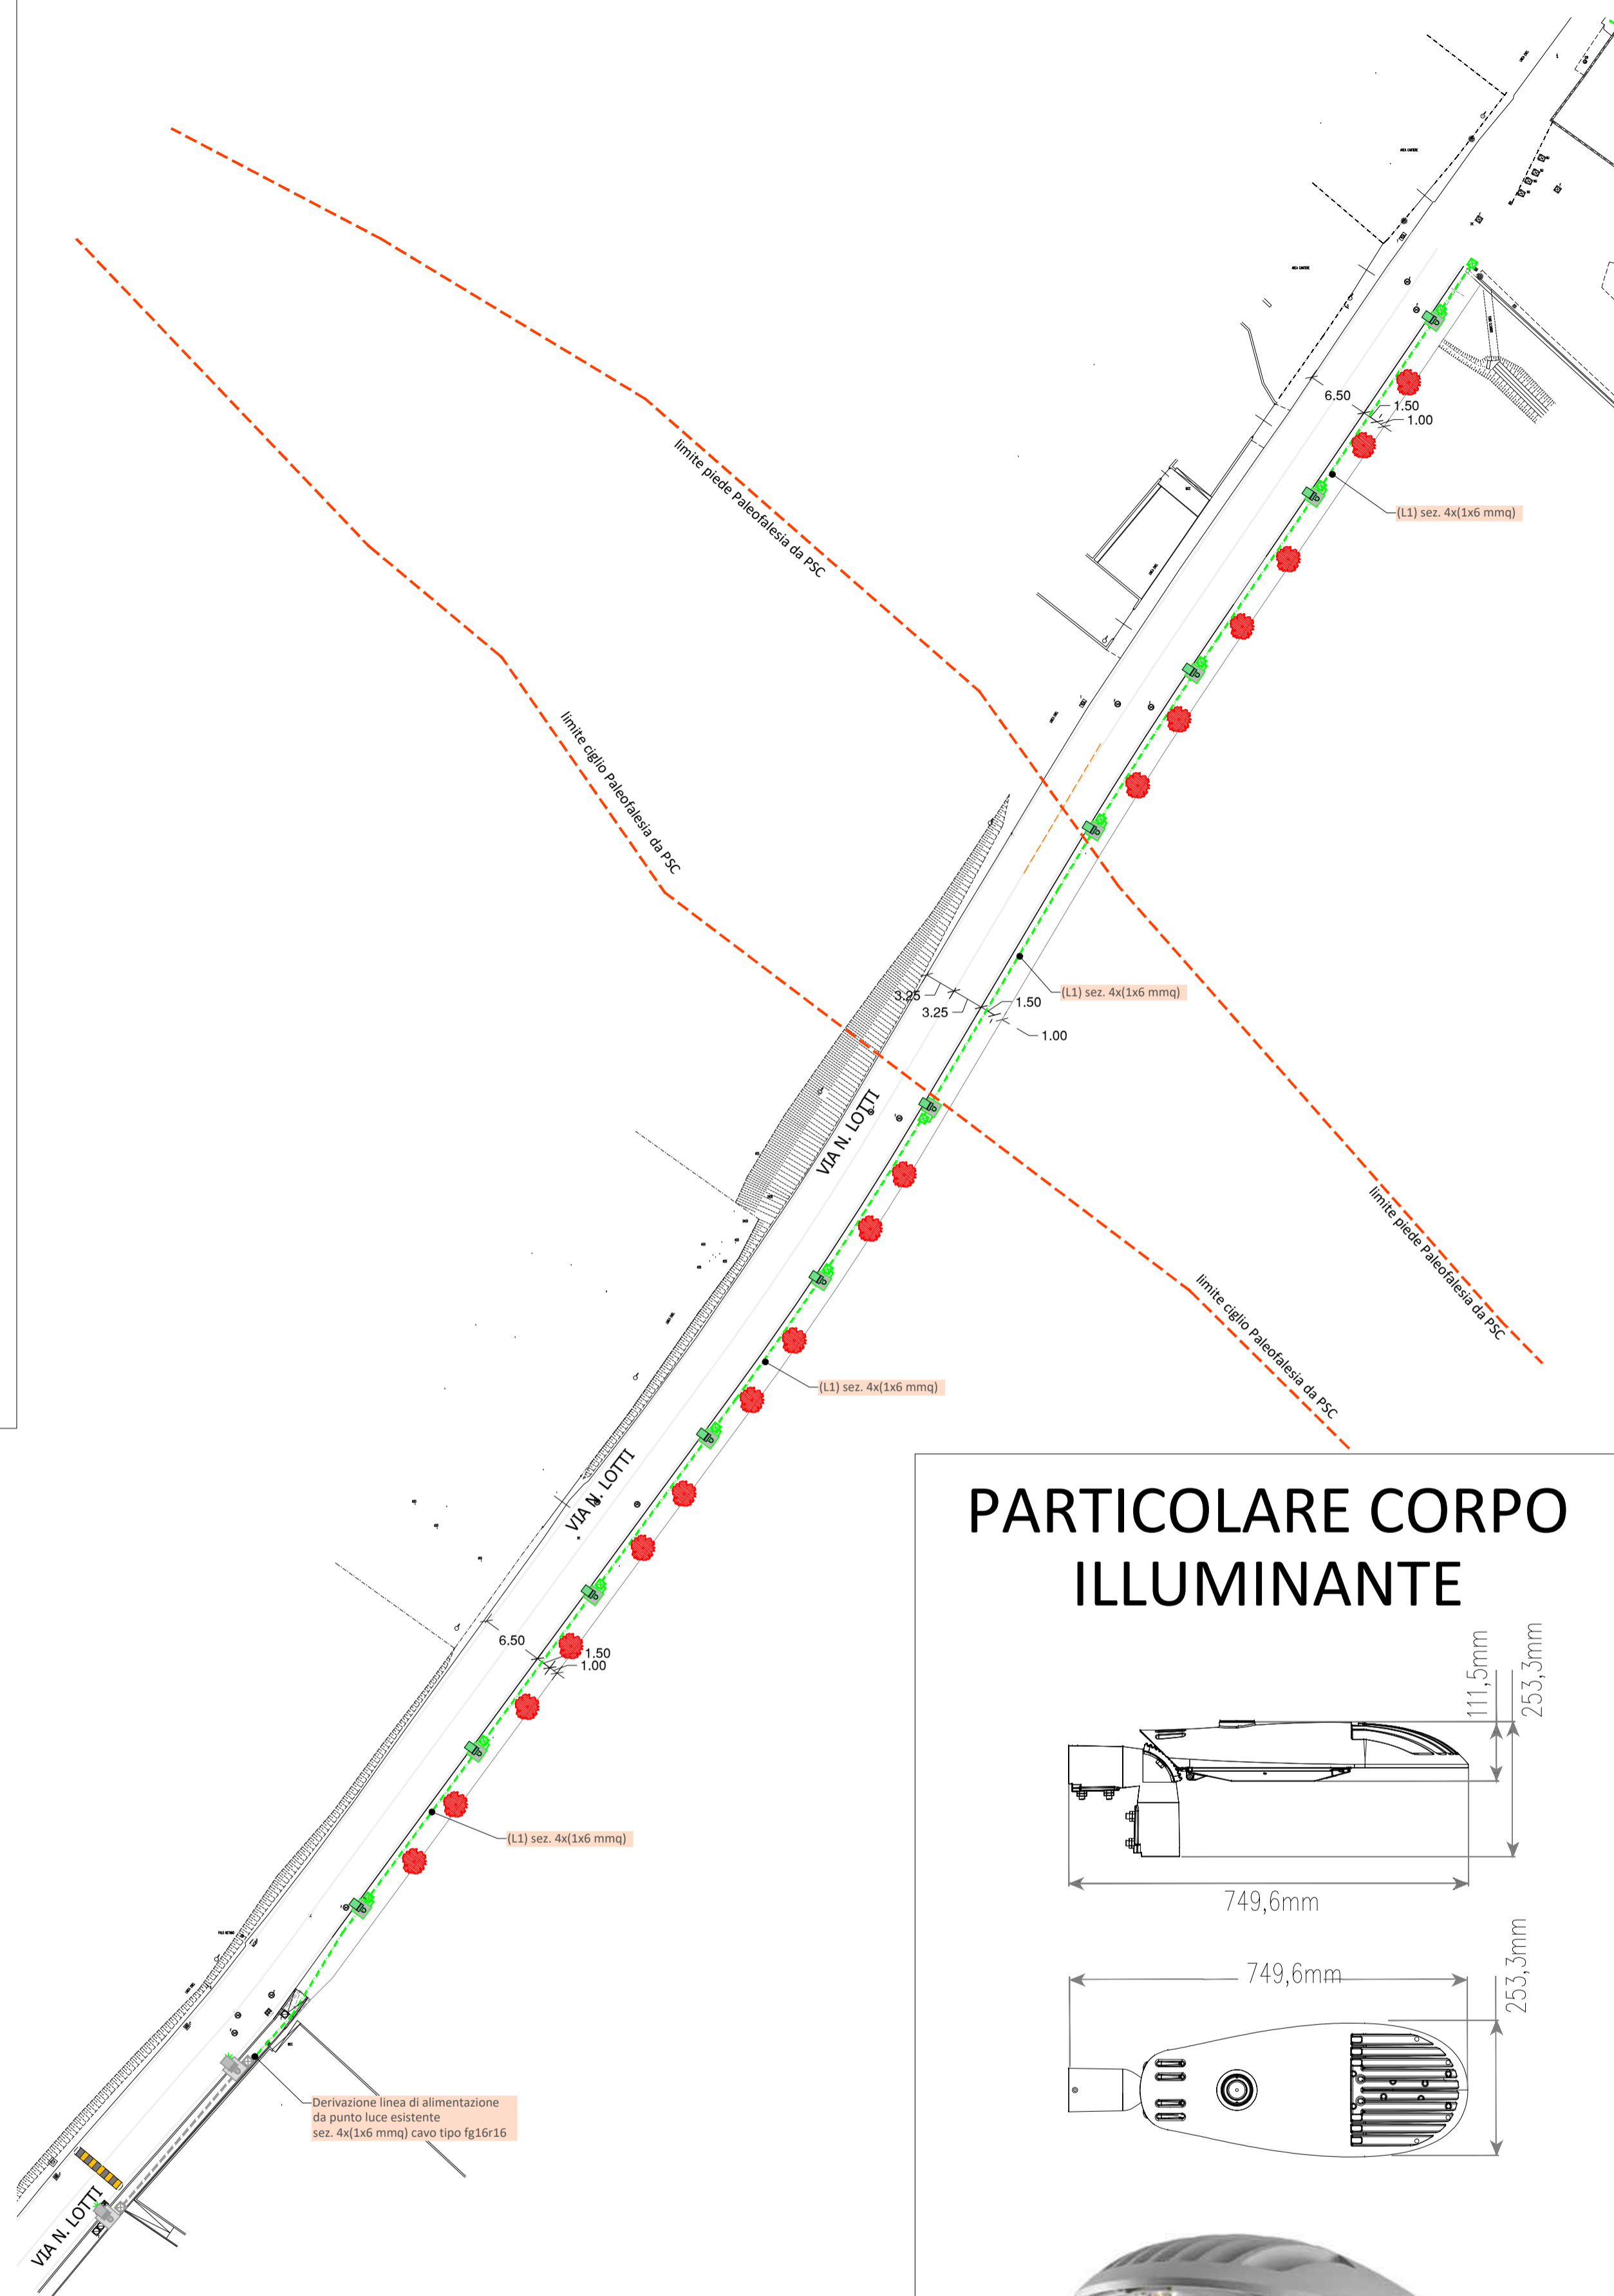 6.50
1.50
1.00
(L1) sez. 4x(1x6 mmq)
limite piede Paleofalesia da PSC
limite ciglio Paleofalesia da PSC
3.25
3.25
1.50
1.00
(L1) sez. 4x(1x6 mmq)
VIA N. LOTTI
limite piede Paleofalesia da PSC
limite ciglio Paleofalesia da PSC
(L1) sez. 4x(1x6 mmq)
VIA N. LOTTI
6.50
1.50
1.00
(L1) sez. 4x(1x6 mmq)
Derivazione linea di alimentazione
da punto luce esistente
sez. 4x(1x6 mmq) cavo tipo fg16r16
VIA N. LOTTI
PARTICOLARE CORPO
ILLUMINANTE
111,5mm
253,3mm
749,6mm
749,6mm
253,3mm